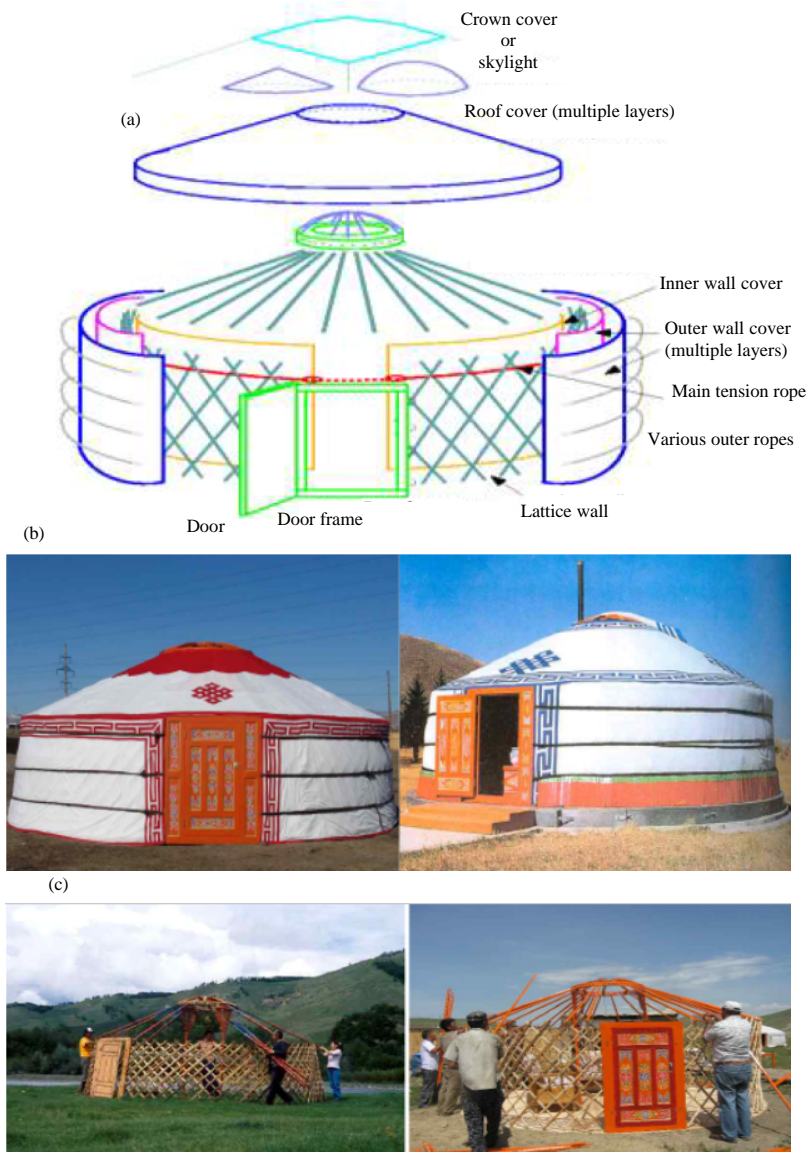 Crown cover
or
skylight
(a)
Roof cover (multiple layers)
Inner wall cover
Outer wall cover
(multiple layers)
Main tension rope
Various outer ropes
Lattice wall
Door frame
Door
(b)
(c)